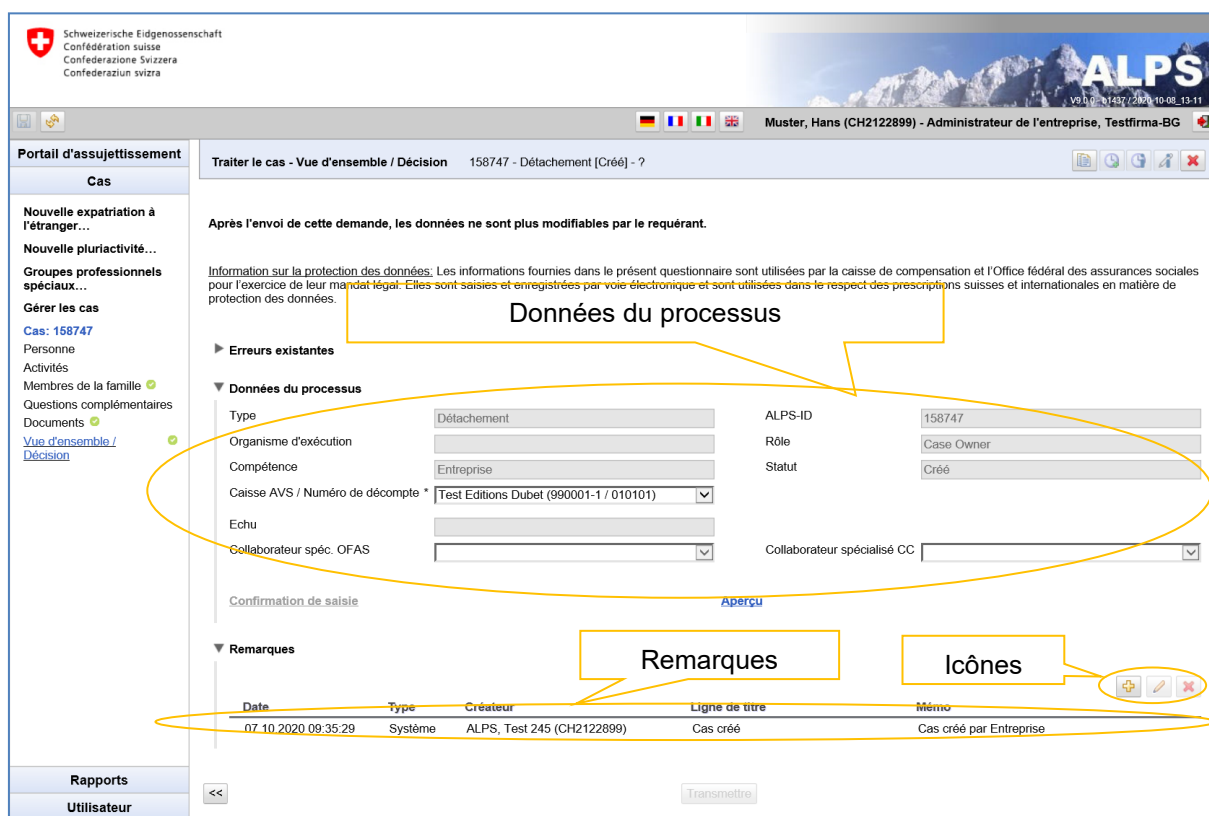 Schweizerische Eidgenossenschaft
Confédération suisse
Confederazione Svizzera
Confederaziun svizra
ALPS
V9.0.0 - b1437 / 2020-10-08_13-11
Muster, Hans (CH2122899) - Administrateur de l'entreprise, Testfirma-BG
Portail d'assujettissement
Cas
Nouvelle expatriation à
l'étranger…
Nouvelle pluriactivité…
Groupes professionnels
spéciaux…
Gérer les cas
Cas: 158747
Personne
Activités
Membres de la famille
Questions complémentaires
Documents
Vue d'ensemble /
Décision
Rapports
Utilisateur
Traiter le cas - Vue d'ensemble / Décision 158747 - Détachement [Créé] - ?
Après l'envoi de cette demande, les données ne sont plus modifiables par le requérant.
Information sur la protection des données: Les informations fournies dans le présent questionnaire sont utilisées par la caisse de compensation et l'Office fédéral des assurances sociales
pour l'exercice de leur mandat légal. Elles sont saisies et enregistrées par voie électronique et sont utilisées dans le respect des prescriptions suisses et internationales en matière de
protection des données.
Données du processus
Erreurs existantes
Données du processus
Type Détachement ALPS-ID 158747
Organisme d'exécution Rôle Case Owner
Compétence Entreprise Statut Créé
Caisse AVS / Numéro de décompte * Test Editions Dubet (990001-1 / 010101)
Echu
Collaborateur spéc. OFAS Collaborateur spécialisé CC
Confirmation de saisie Aperçu
Remarques
Remarques
Icônes
Date Type Créateur Ligne de titre Mémo
07.10.2020 09:35:29 Système ALPS, Test 245 (CH2122899) Cas créé Cas créé par Entreprise
<< Transmettre